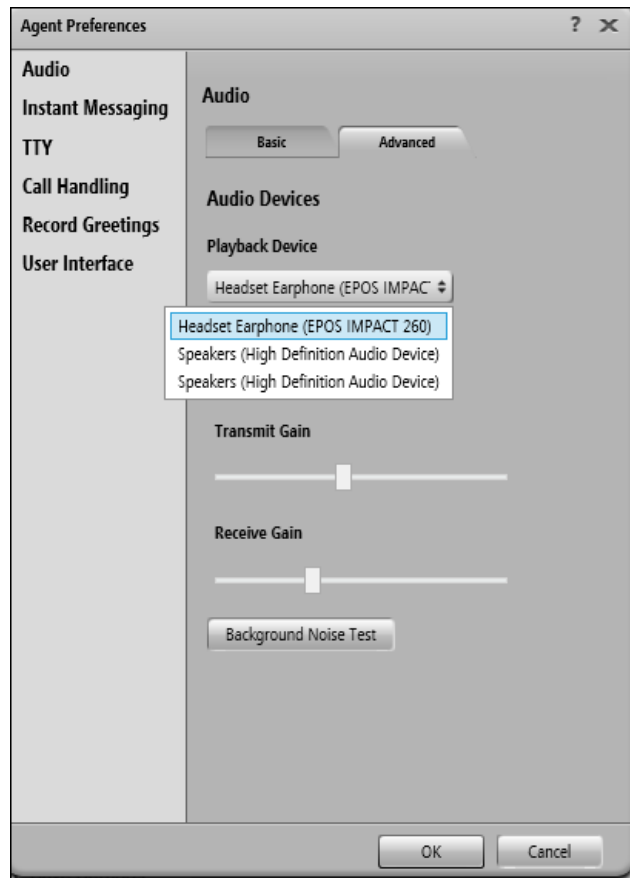 Agent Preferences ?
Audio
Instant Messaging
TTY
Call Handling
Record Greetings
User Interface
Audio
Basic Advanced
Audio Devices
Playback Device
Headset Earphone (EPOS IMPAC
Headset Earphone (EPOS IMPACT 260)
Speakers (High Definition Audio Device)
Speakers (High Definition Audio Device)
Transmit Gain
Receive Gain
Background Noise Test
OK Cancel